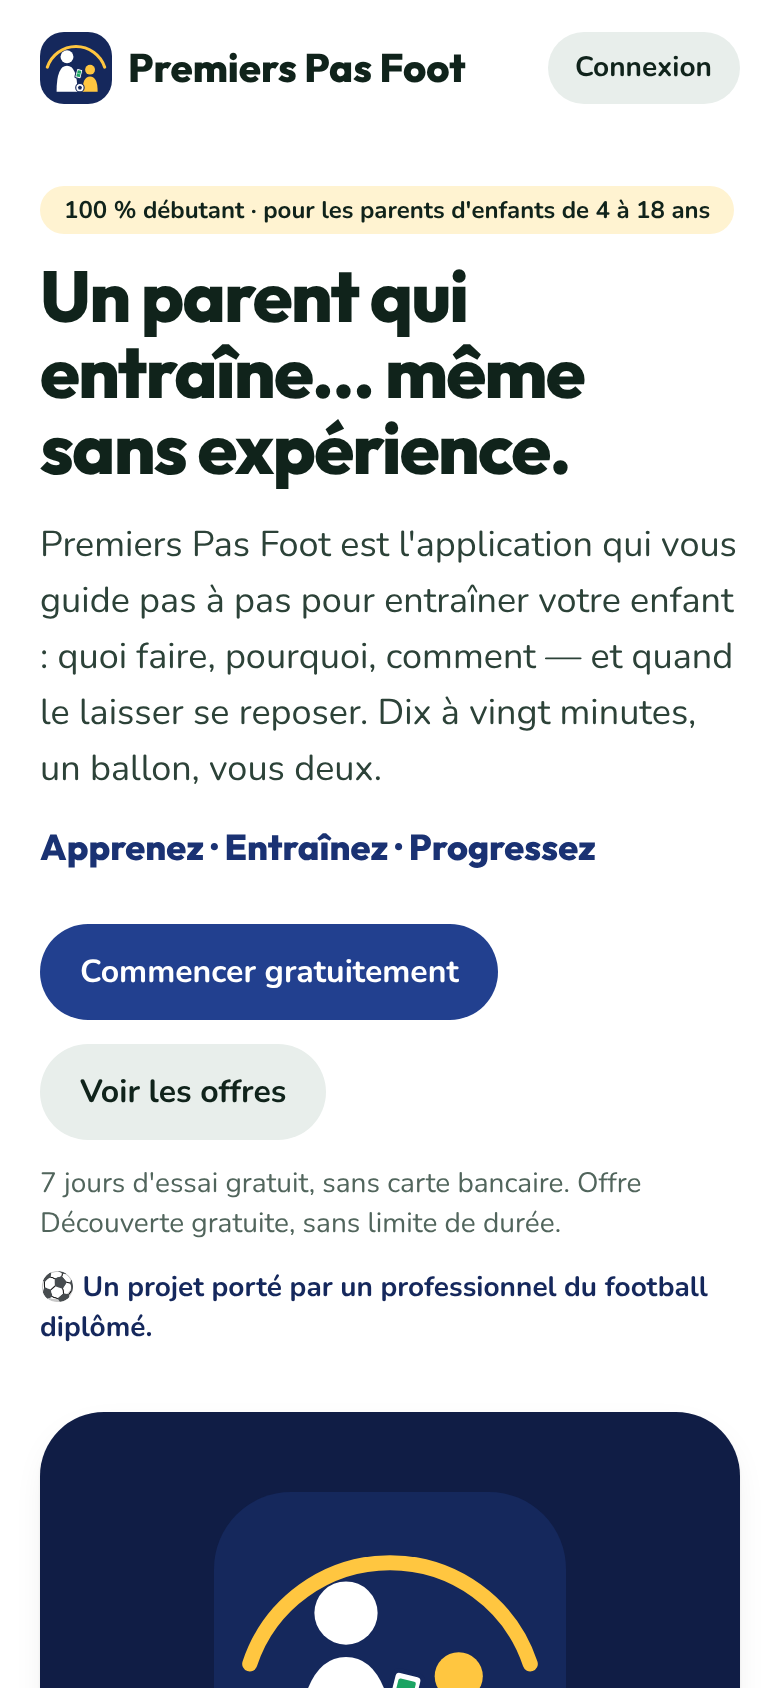 Premiers Pas Foot
Connexion
100 % débutant · pour les parents d'enfants de 4 à 18 ans
Un parent qui
entraîne... même
sans expérience.
Premiers Pas Foot est l'application qui vous
guide pas à pas pour entraîner votre enfant
: quoi faire, pourquoi, comment — et quand
le laisser se reposer. Dix à vingt minutes,
un ballon, vous deux.
Apprenez · Entraînez · Progressez
Commencer gratuitement
Voir les offres
7 jours d'essai gratuit, sans carte bancaire. Offre
Découverte gratuite, sans limite de durée.
⚽ Un projet porté par un professionnel du football
diplômé.